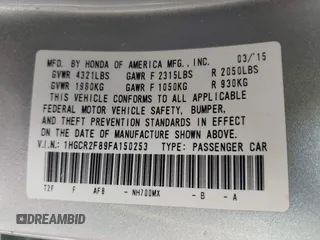 MFD. BY HONDA OF AMERICA MFG., INC. 03/15
GVWR 4321LBS GAWR F 2315LBS R 2050LBS
GVWR 1960KG GAWR F 1050KG R 930KG
THIS VEHICLE CONFORMS TO ALL APPLICABLE
FEDERAL MOTOR VEHICLE SAFETY, BUMPER,
AND THEFT PREVENTION STANDARDS IN EFFECT
ON THE DATE OF MANUFACTURE SHOWN ABOVE.
V.I.N.: 1HGCR2F89FA150253 TYPE: PASSENGER CAR
T2F F AF8 - NH700MX - B - A
DREAMBID